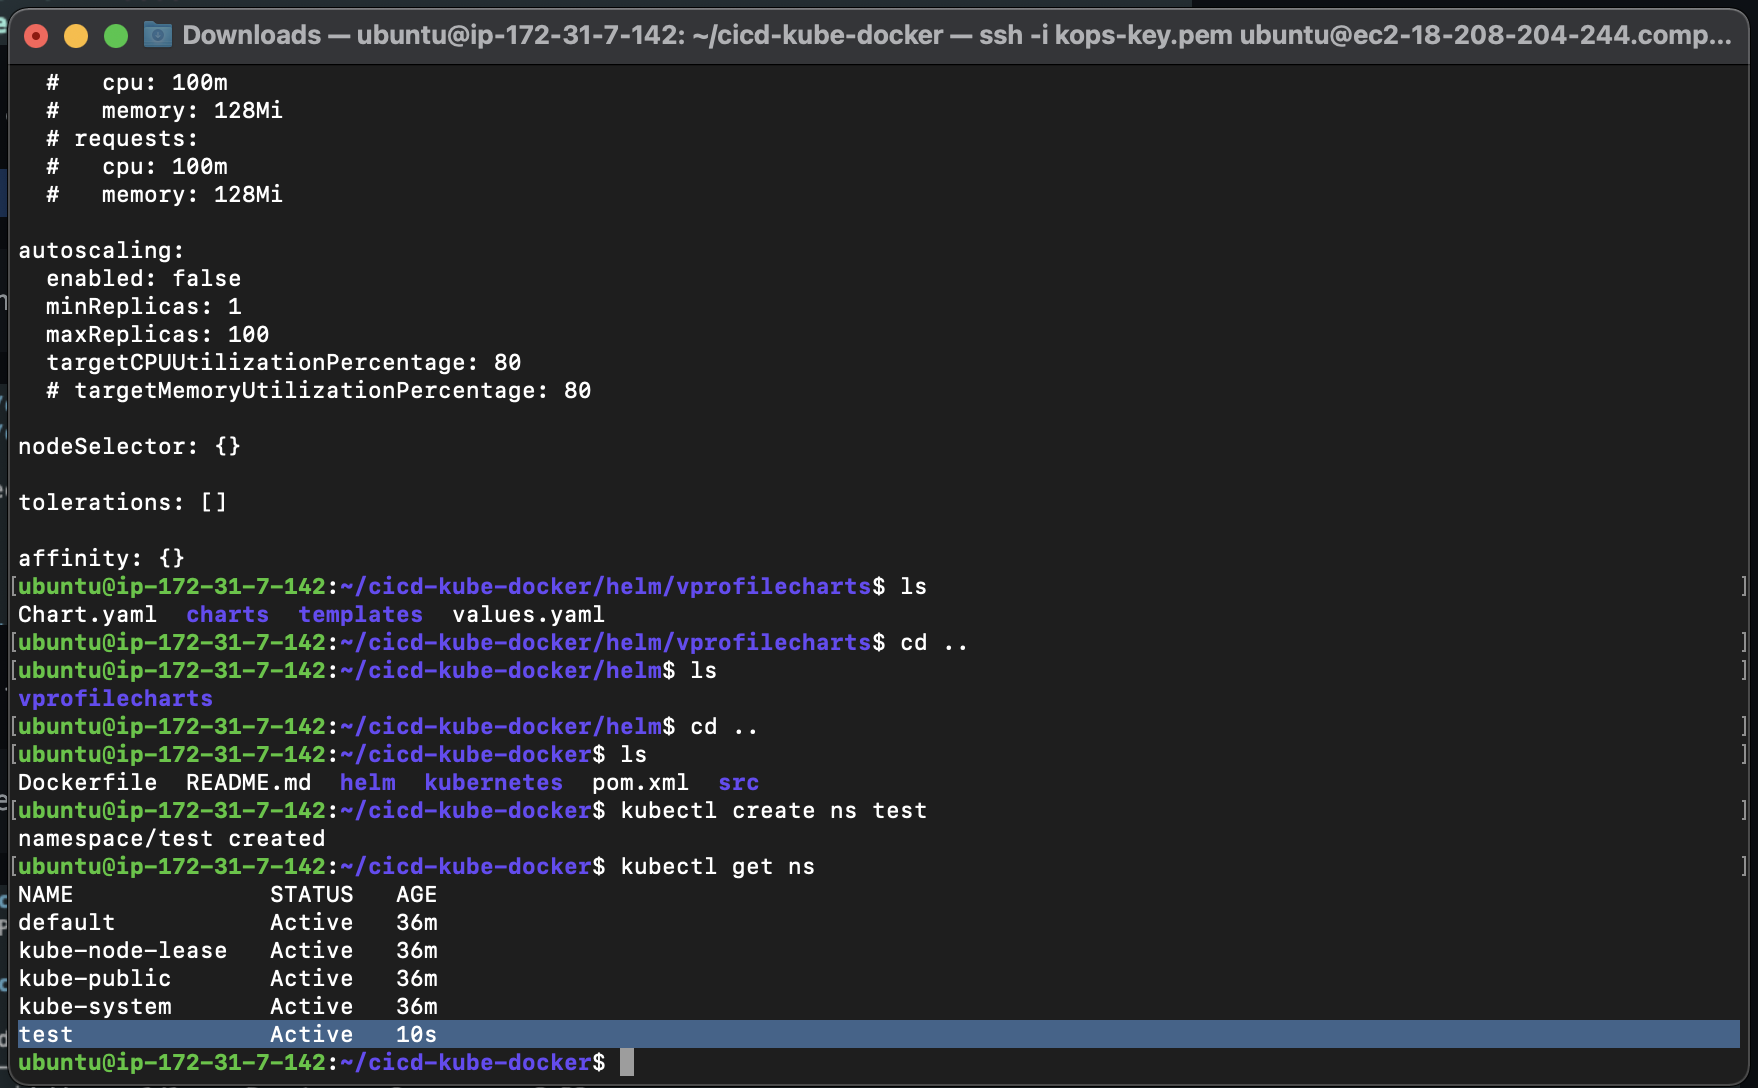 Downloads — ubuntu@ip-172-31-7-142: ~/cicd-kube-docker — ssh -i kops-key.pem ubuntu@ec2-18-208-204-244.comp...
  #   cpu: 100m
  #   memory: 128Mi
  # requests:
  #   cpu: 100m
  #   memory: 128Mi

autoscaling:
  enabled: false
  minReplicas: 1
  maxReplicas: 100
  targetCPUUtilizationPercentage: 80
  # targetMemoryUtilizationPercentage: 80

nodeSelector: {}

tolerations: []

affinity: {}
[ubuntu@ip-172-31-7-142:~/cicd-kube-docker/helm/vprofilecharts$ ls ]
Chart.yaml  charts  templates  values.yaml
[ubuntu@ip-172-31-7-142:~/cicd-kube-docker/helm/vprofilecharts$ cd .. ]
[ubuntu@ip-172-31-7-142:~/cicd-kube-docker/helm$ ls ]
vprofilecharts
[ubuntu@ip-172-31-7-142:~/cicd-kube-docker/helm$ cd .. ]
[ubuntu@ip-172-31-7-142:~/cicd-kube-docker$ ls ]
Dockerfile  README.md  helm  kubernetes  pom.xml  src
[ubuntu@ip-172-31-7-142:~/cicd-kube-docker$ kubectl create ns test ]
namespace/test created
[ubuntu@ip-172-31-7-142:~/cicd-kube-docker$ kubectl get ns ]
NAME              STATUS   AGE
default           Active   36m
kube-node-lease   Active   36m
kube-public       Active   36m
kube-system       Active   36m
test              Active   10s
ubuntu@ip-172-31-7-142:~/cicd-kube-docker$